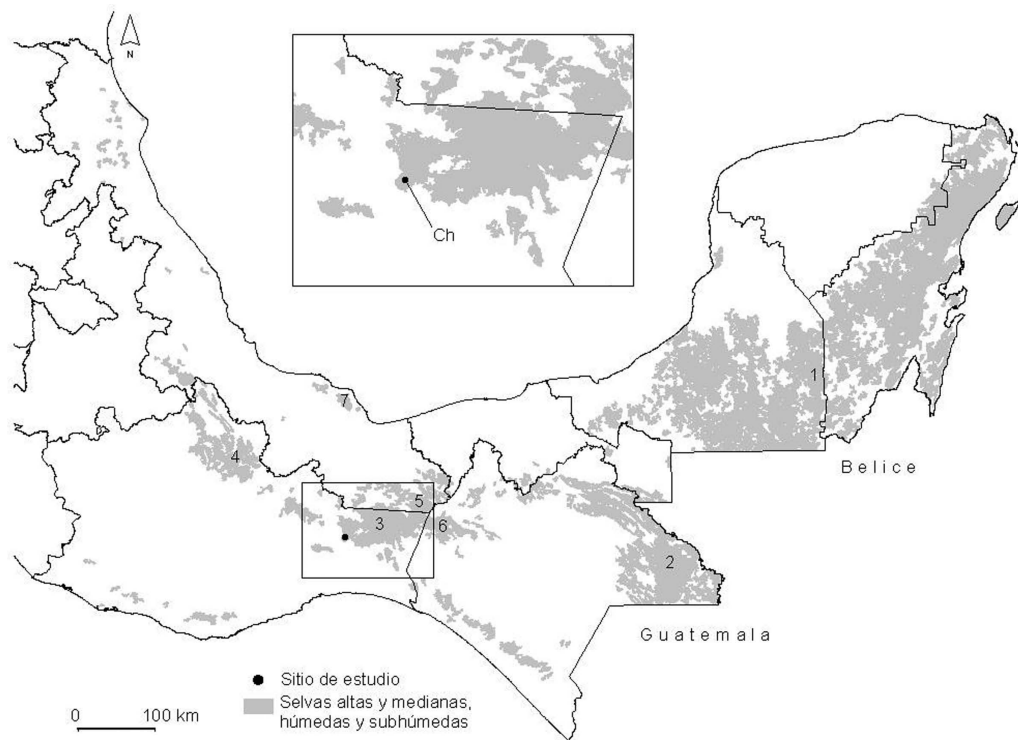 N
Ch
1
Belice
7
4
5
3
6
2
Guatemala
Sitio de estudio
Selvas altas y medianas,
húmedas y subhúmedas
0 100 km